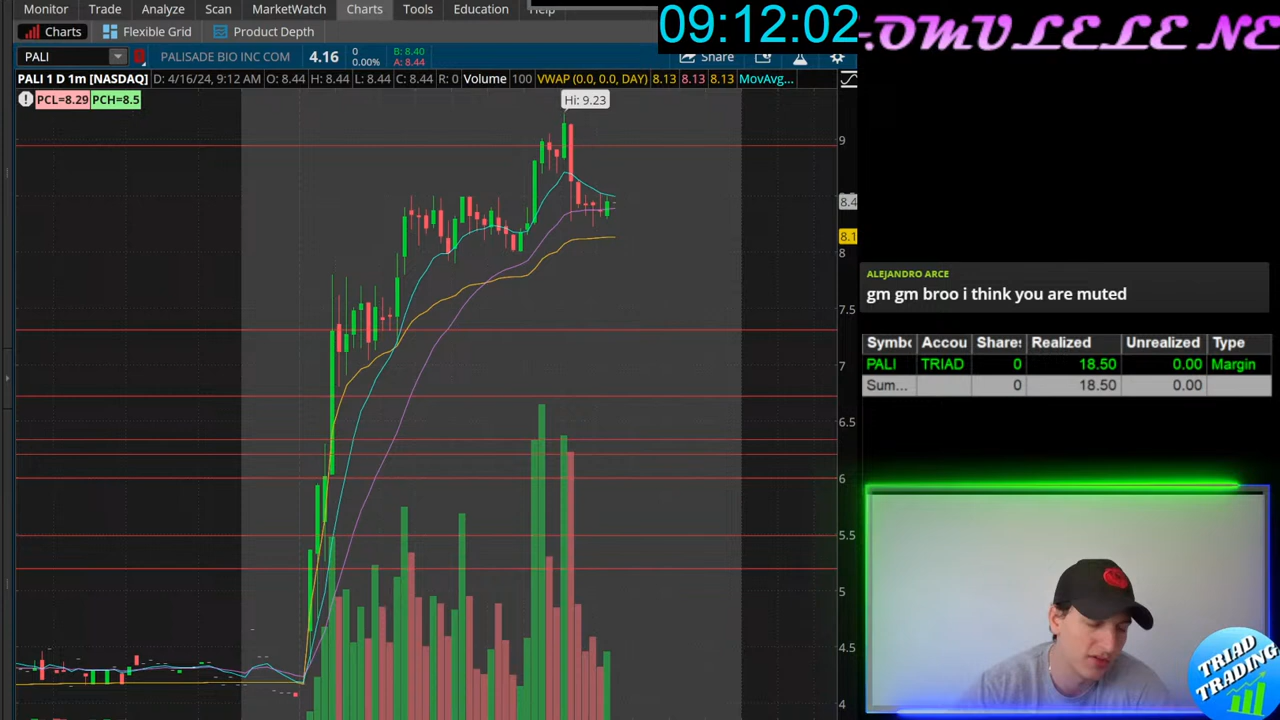 Monitor Trade Analyze Scan MarketWatch Charts Tools Education Help
09:12:02
Charts Flexible Grid Product Depth
PALI PALISADE BIO INC COM 4.16 0 0.00% B: 8.40 A: 8.44 Share
PALI 1 D 1m [NASDAQ] D: 4/16/24, 9:12 AM O: 8.44 H: 8.44 L: 8.44 C: 8.44 R: 0 Volume 100 VWAP (0.0, 0.0, DAY) 8.13 8.13 8.13 MovAvg...
PCL=8.29 PCH=8.5
Hi: 9.23
9
8.4
8.1
8
7.5
7
6.5
6
5.5
5
4.5
4
ALEJANDRO ARCE
gm gm broo i think you are muted
Symbo Accou Shares Realized Unrealized Type
PALI TRIAD 0 18.50 0.00 Margin
Sum... 0 18.50 0.00
TRIAD
TRADING